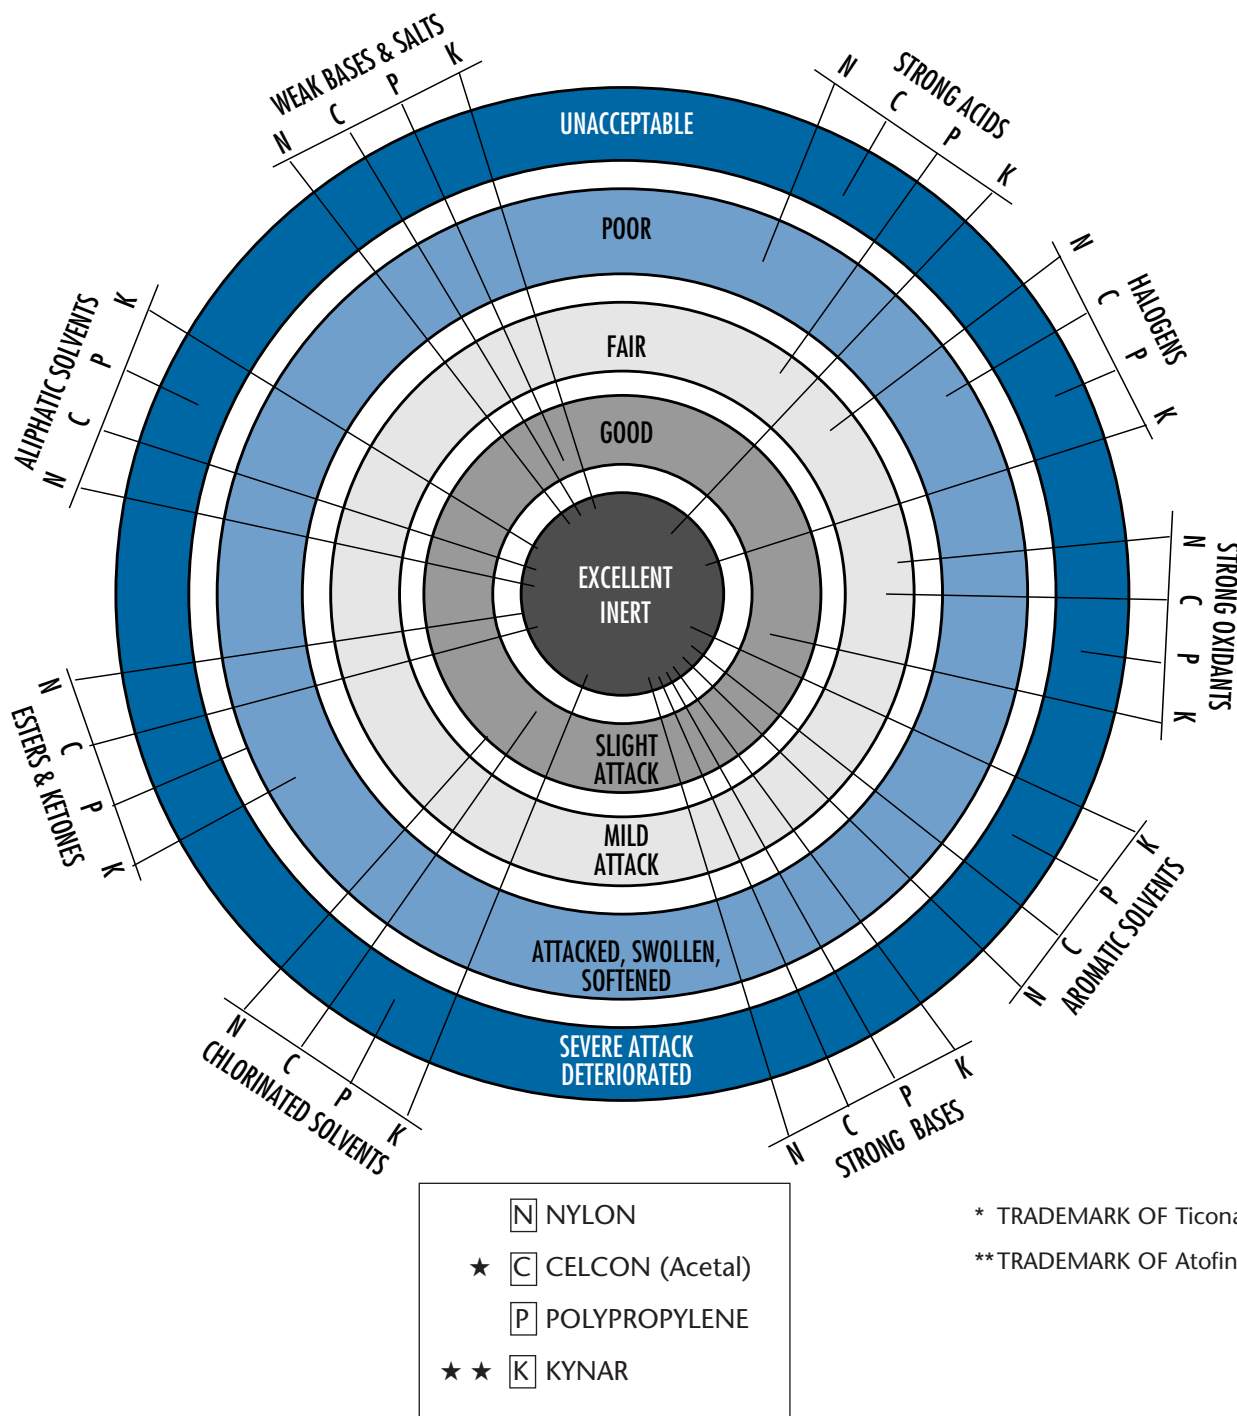 WEAK BASES & SALTS
N C P K
STRONG ACIDS
N C P K
HALOGENS
N C P K
STRONG OXIDANTS
N C P K
AROMATIC SOLVENTS
K P C N
STRONG BASES
N C P K
CHLORINATED SOLVENTS
N C P K
ESTERS & KETONES
N C P K
ALIPHATIC SOLVENTS
K P C N
UNACCEPTABLE
POOR
FAIR
GOOD
EXCELLENT
INERT
SLIGHT
ATTACK
MILD
ATTACK
ATTACKED, SWOLLEN,
SOFTENED
SEVERE ATTACK
DETERIORATED
N NYLON
★ C CELCON (Acetal)
P POLYPROPYLENE
★ ★ K KYNAR
* TRADEMARK OF Ticona
**TRADEMARK OF Atofin